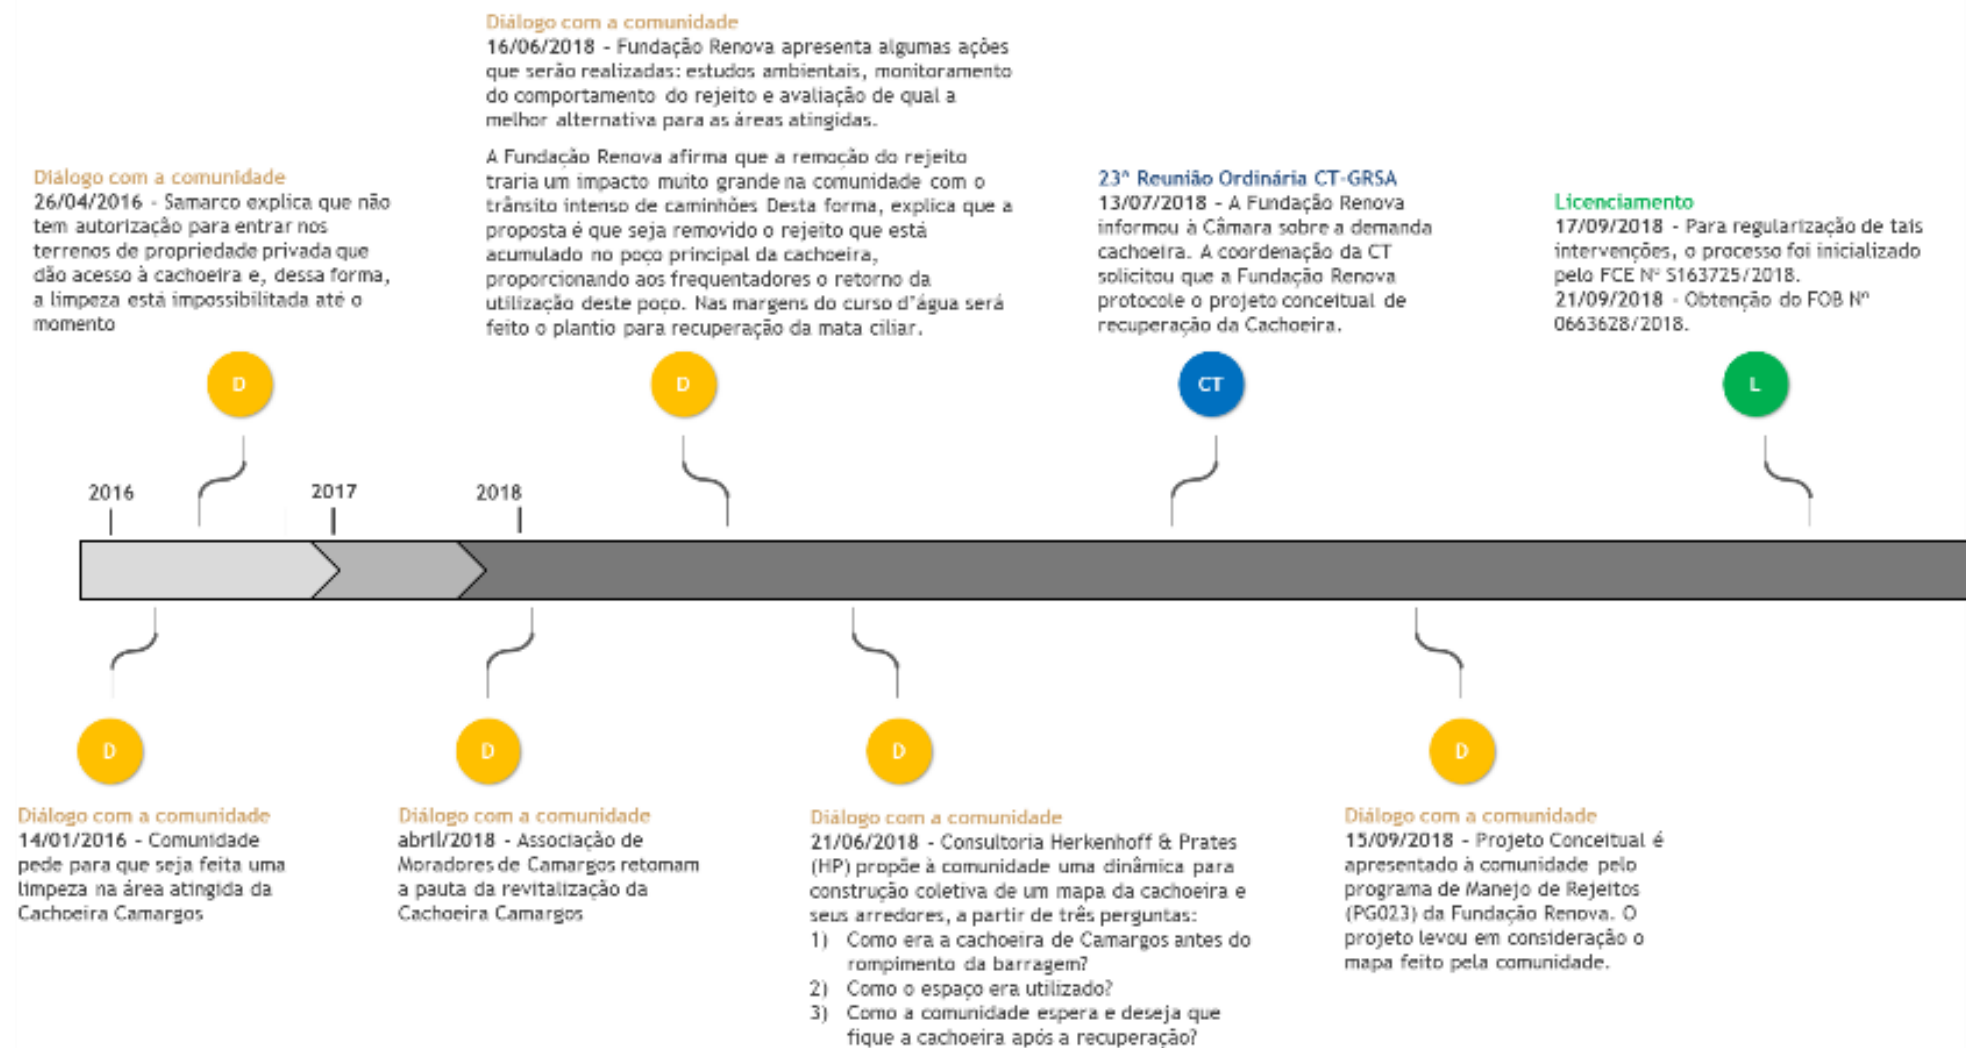 Diálogo com a comunidade
16/06/2018 - Fundação Renova apresenta algumas ações
que serão realizadas: estudos ambientais, monitoramento
do comportamento do rejeito e avaliação de qual a
melhor alternativa para as áreas atingidas.
A Fundação Renova afirma que a remoção do rejeito
traria um impacto muito grande na comunidade com o
trânsito intenso de caminhões Desta forma, explica que a
proposta é que seja removido o rejeito que está
acumulado no poço principal da cachoeira,
proporcionando aos frequentadores o retorno da
utilização deste poço. Nas margens do curso d'água será
feito o plantio para recuperação da mata ciliar.
Diálogo com a comunidade
26/04/2016 - Samarco explica que não
tem autorização para entrar nos
terrenos de propriedade privada que
dão acesso à cachoeira e, dessa forma,
a limpeza está impossibilitada até o
momento
23ª Reunião Ordinária CT-GRSA
13/07/2018 - A Fundação Renova
informou à Câmara sobre a demanda
cachoeira. A coordenação da CT
solicitou que a Fundação Renova
protocole o projeto conceitual de
recuperação da Cachoeira.
Licenciamento
17/09/2018 - Para regularização de tais
intervenções, o processo foi inicializado
pelo FCE Nº S163725/2018.
21/09/2018 - Obtenção do FOB Nº
0663628/2018.
D
D
CT
L
2016
2017
2018
D
D
D
D
Diálogo com a comunidade
14/01/2016 - Comunidade
pede para que seja feita uma
limpeza na área atingida da
Cachoeira Camargos
Diálogo com a comunidade
abril/2018 - Associação de
Moradores de Camargos retomam
a pauta da revitalização da
Cachoeira Camargos
Diálogo com a comunidade
21/06/2018 - Consultoria Herkenhoff & Prates
(HP) propõe à comunidade uma dinâmica para
construção coletiva de um mapa da cachoeira e
seus arredores, a partir de três perguntas:
1) Como era a cachoeira de Camargos antes do
rompimento da barragem?
2) Como o espaço era utilizado?
3) Como a comunidade espera e deseja que
fique a cachoeira após a recuperação?
Diálogo com a comunidade
15/09/2018 - Projeto Conceitual é
apresentado à comunidade pelo
programa de Manejo de Rejeitos
(PG023) da Fundação Renova. O
projeto levou em consideração o
mapa feito pela comunidade.